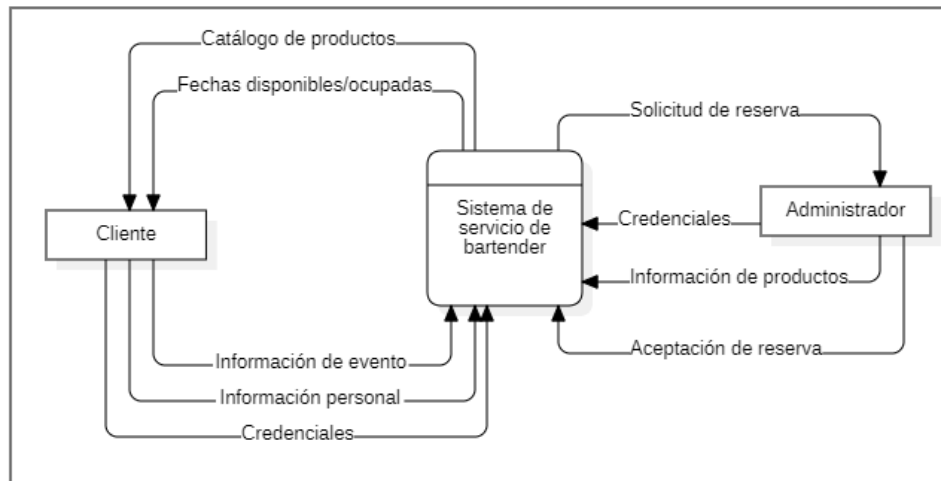 Catálogo de productos
Fechas disponibles/ocupadas
Solicitud de reserva
Cliente
Sistema de
servicio de
bartender
Credenciales
Administrador
Información de productos
Aceptación de reserva
Información de evento
Información personal
Credenciales